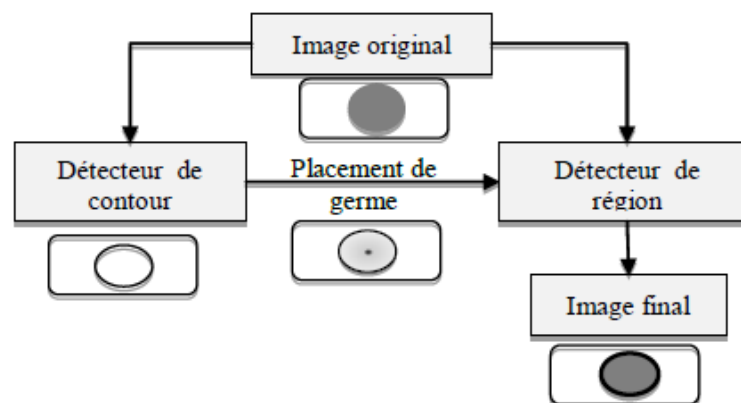 Image original
Détecteur de
contour
Placement de
germe
Détecteur de
région
Image final